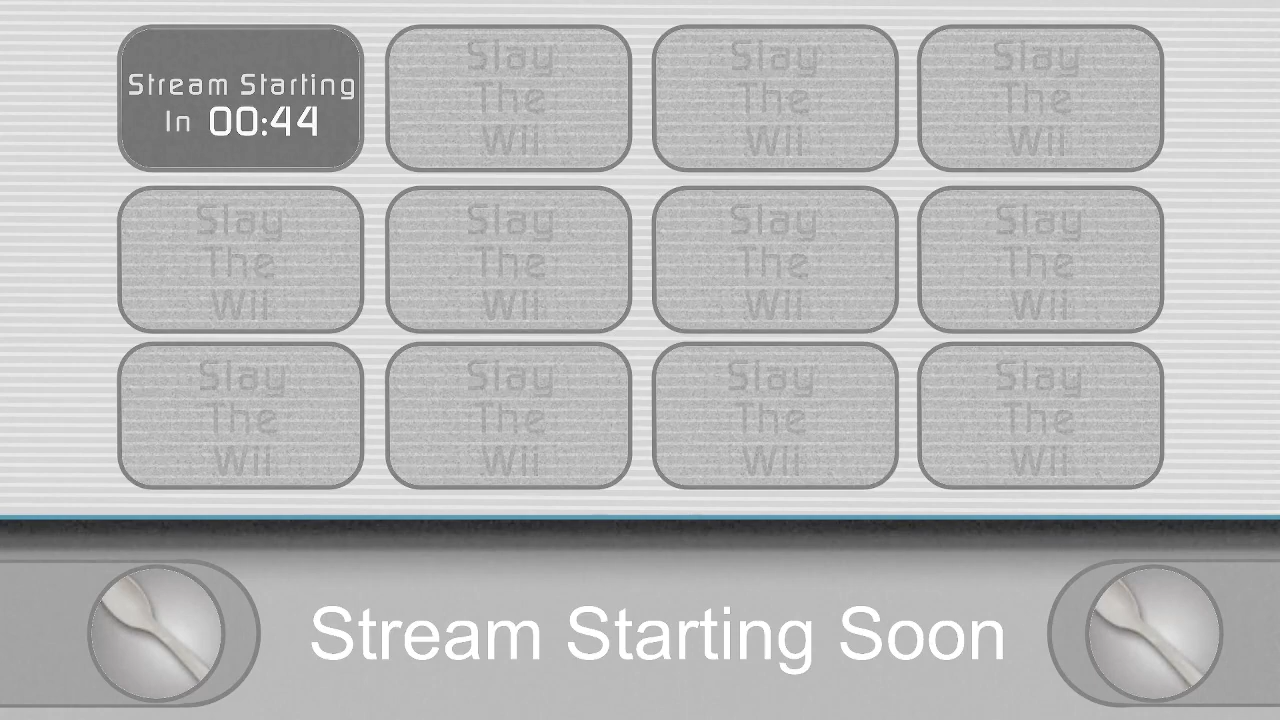 Stream Starting
In 00:44
Slay
The
Wii
Slay
The
Wii
Slay
The
Wii
Slay
The
Wii
Slay
The
Wii
Slay
The
Wii
Slay
The
Wii
Slay
The
Wii
Slay
The
Wii
Slay
The
Wii
Slay
The
Wii
Stream Starting Soon